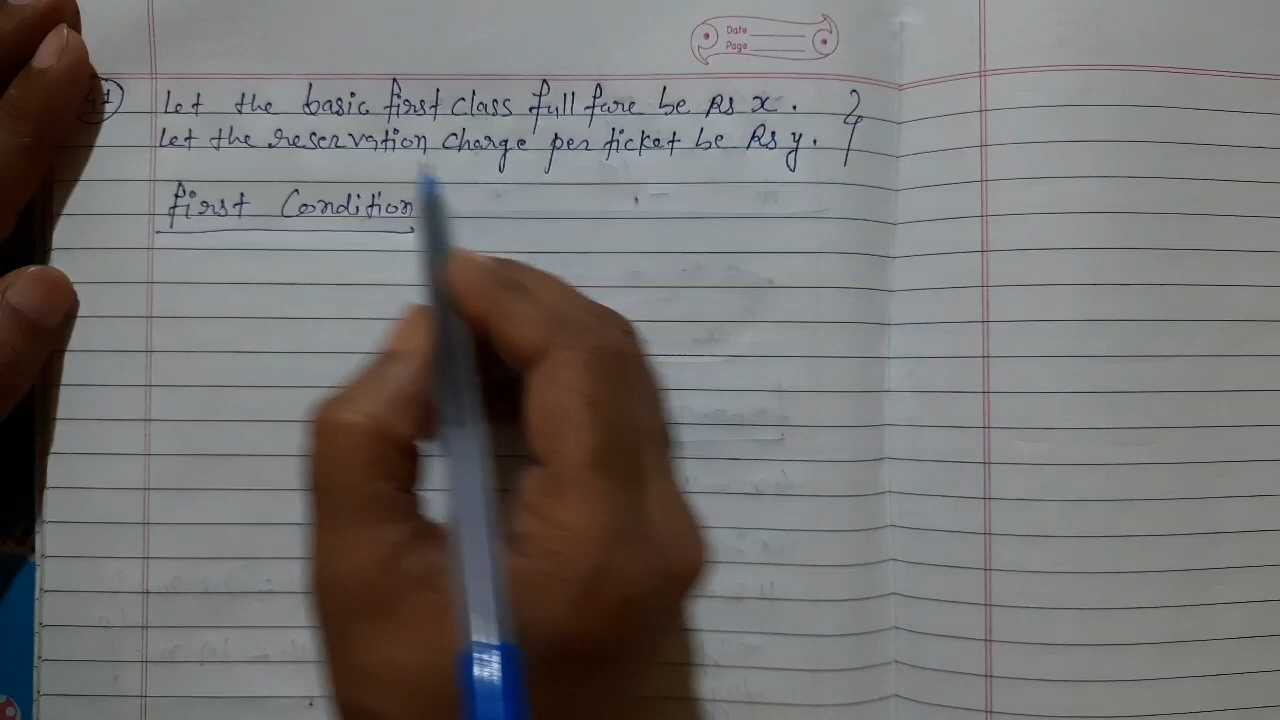 Date
Page
Let the basic first class full fare be Rs x.
Let the reservation charge per ticket be Rs y.
first Condition